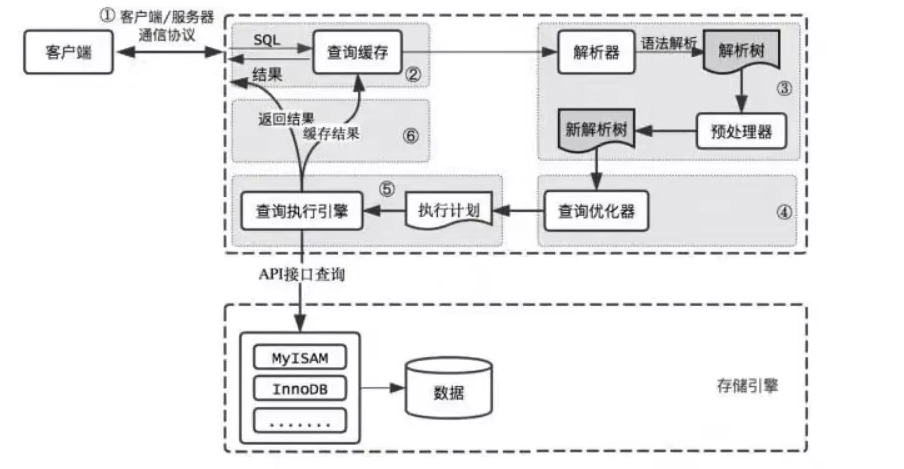 ① 客户端/服务器
通信协议
客户端
SQL
查询缓存
结果
②
解析器
语法解析
解析树
③
预处理器
新解析树
返回结果
缓存结果
⑥
⑤
查询执行引擎
执行计划
查询优化器
④
API接口查询
MyISAM
InnoDB
.......
数据
存储引擎